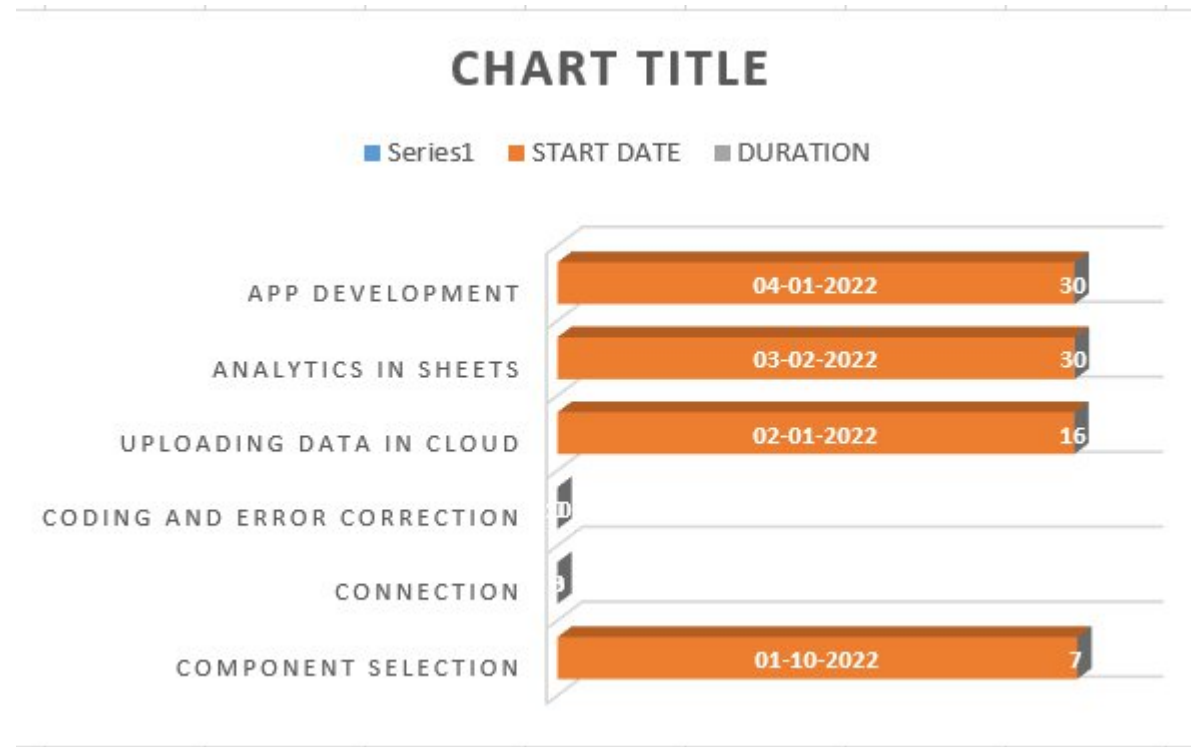 CHART TITLE
Series1 START DATE DURATION
APP DEVELOPMENT 04-01-2022 30
ANALYTICS IN SHEETS 03-02-2022 30
UPLOADING DATA IN CLOUD 02-01-2022 16
CODING AND ERROR CORRECTION
CONNECTION
COMPONENT SELECTION 01-10-2022 7